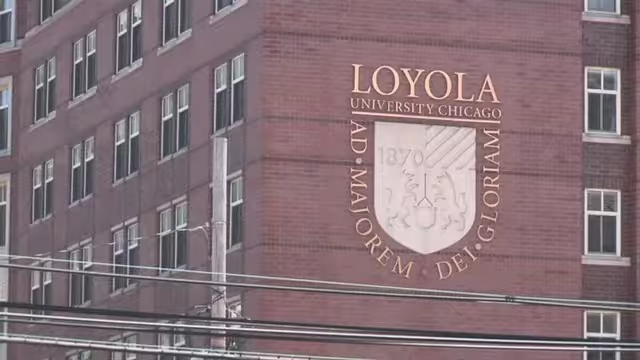 LOYOLA
UNIVERSITY CHICAGO
1870
AD•MAJOREM DEI•GLORIAM